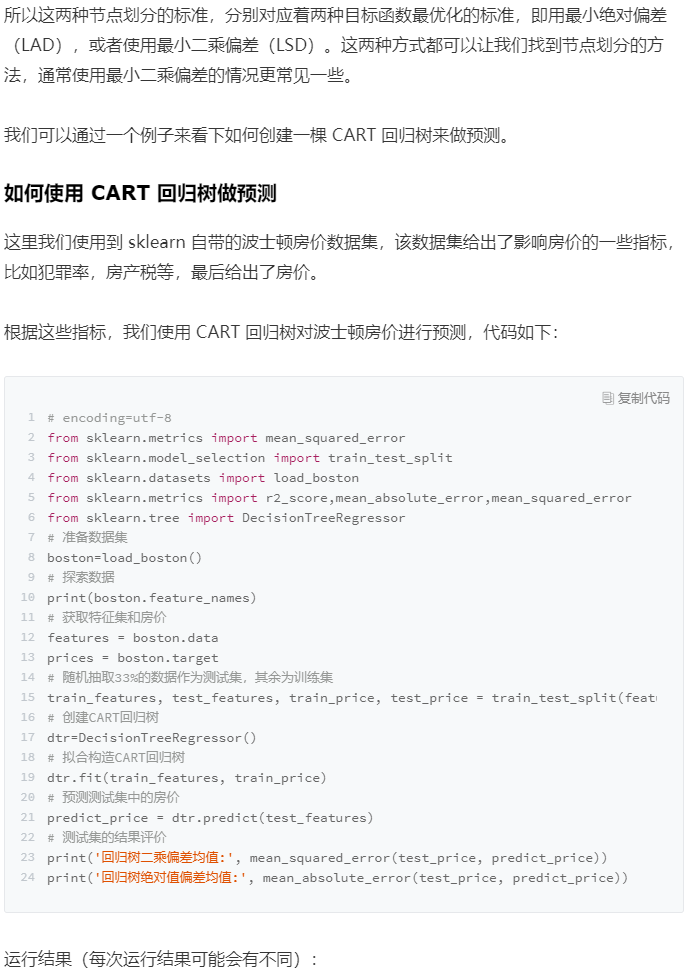 所以这两种节点划分的标准，分别对应着两种目标函数最优化的标准，即用最小绝对偏差
（LAD），或者使用最小二乘偏差（LSD）。这两种方式都可以让我们找到节点划分的方
法，通常使用最小二乘偏差的情况更常见一些。
我们可以通过一个例子来看下如何创建一棵 CART 回归树来做预测。
如何使用 CART 回归树做预测
这里我们使用到 sklearn 自带的波士顿房价数据集，该数据集给出了影响房价的一些指标，
比如犯罪率，房产税等，最后给出了房价。
根据这些指标，我们使用 CART 回归树对波士顿房价进行预测，代码如下：
复制代码
1 # encoding=utf-8
2 from sklearn.metrics import mean_squared_error
3 from sklearn.model_selection import train_test_split
4 from sklearn.datasets import load_boston
5 from sklearn.metrics import r2_score,mean_absolute_error,mean_squared_error
6 from sklearn.tree import DecisionTreeRegressor
7 # 准备数据集
8 boston=load_boston()
9 # 探索数据
10 print(boston.feature_names)
11 # 获取特征集和房价
12 features = boston.data
13 prices = boston.target
14 # 随机抽取33%的数据作为测试集，其余为训练集
15 train_features, test_features, train_price, test_price = train_test_split(featu
16 # 创建CART回归树
17 dtr=DecisionTreeRegressor()
18 # 拟合构造CART回归树
19 dtr.fit(train_features, train_price)
20 # 预测测试集中的房价
21 predict_price = dtr.predict(test_features)
22 # 测试集的结果评价
23 print('回归树二乘偏差均值:', mean_squared_error(test_price, predict_price))
24 print('回归树绝对值偏差均值:', mean_absolute_error(test_price, predict_price))
运行结果（每次运行结果可能会有不同）：